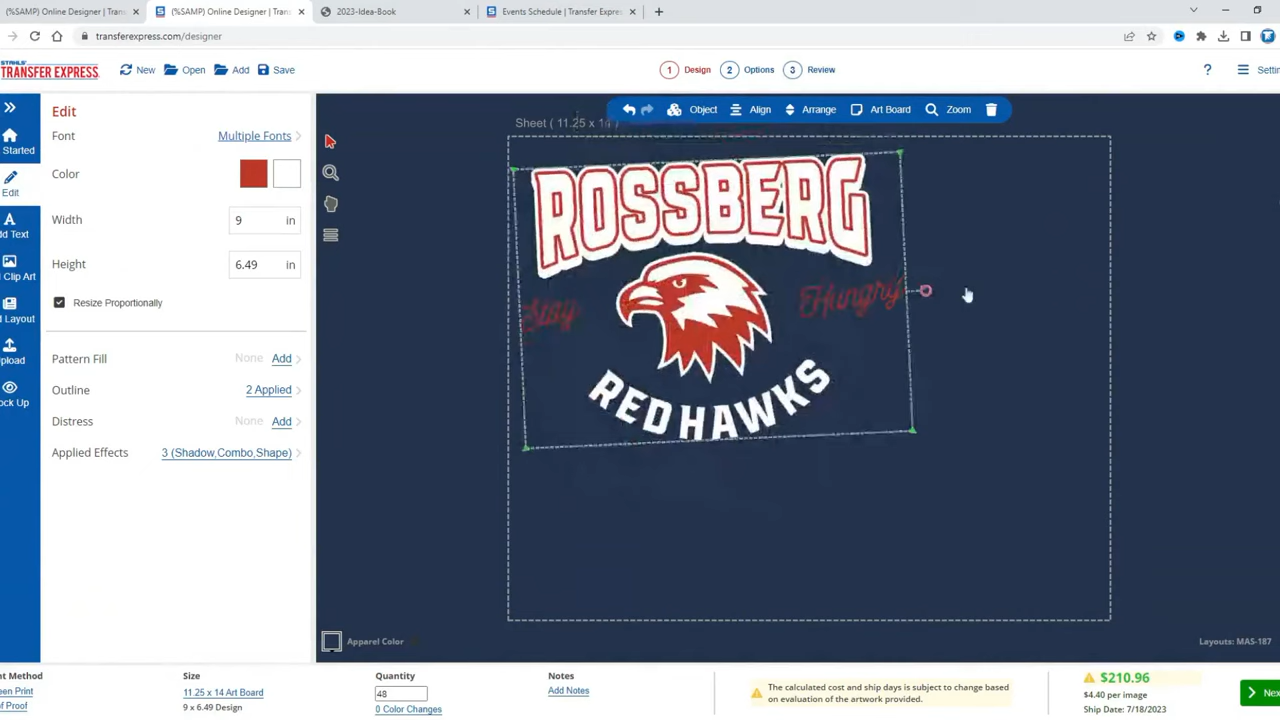 (%SAMP) Online Designer | Trans
(%SAMP) Online Designer | Trans
2023-Idea-Book
Events Schedule | Transfer Expre
transferexpress.com/designer
STAHLS'
TRANSFER EXPRESS
New
Open
Add
Save
1 Design
2 Options
3 Review
?
Started
Edit
Upload
Edit
Font
Multiple Fonts
Color
Width
9 in
Height
6.49 in
Resize Proportionally
Pattern Fill
None Add
Outline
2 Applied
Distress
None Add
Applied Effects
3 (Shadow,Combo,Shape)
Object
Align
Arrange
Art Board
Zoom
Sheet ( 11.25 x 14 )
ROSSBERG
Stay
Hungry
REDHAWKS
Apparel Color
Layouts: MAS-187
Size
11.25 x 14 Art Board
9 x 6.49 Design
Quantity
48
0 Color Changes
Notes
Add Notes
The calculated cost and ship days is subject to change based
on evaluation of the artwork provided.
$210.96
$4.40 per image
Ship Date: 7/18/2023